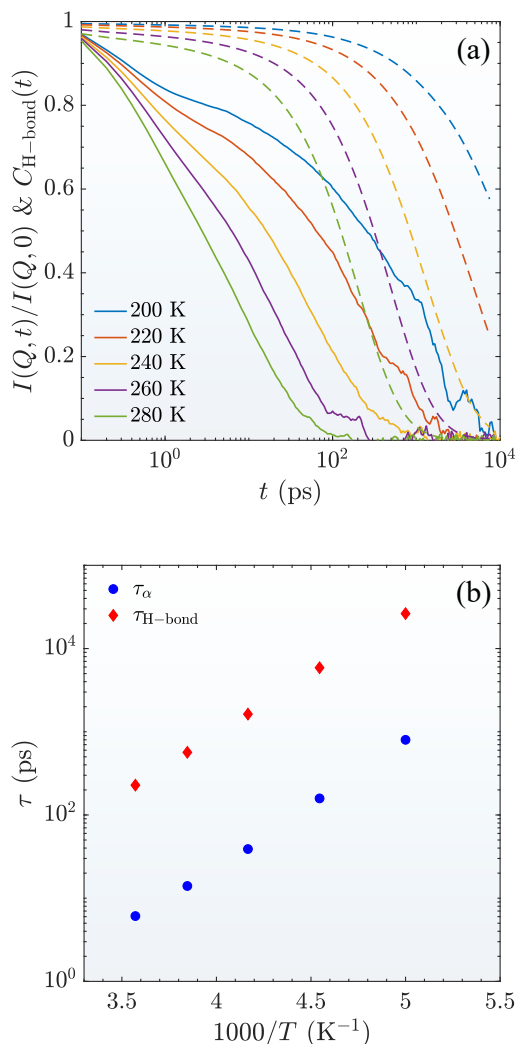 (a)
I(Q, t)/I(Q, 0) & C_{H−bond}(t)
1
0.8
0.6
0.4
0.2
0
200 K
220 K
240 K
260 K
280 K
10^0
10^2
10^4
t (ps)
(b)
τ_α
τ_{H−bond}
τ (ps)
10^4
10^2
10^0
3.5
4
4.5
5
5.5
1000/T (K^{−1})